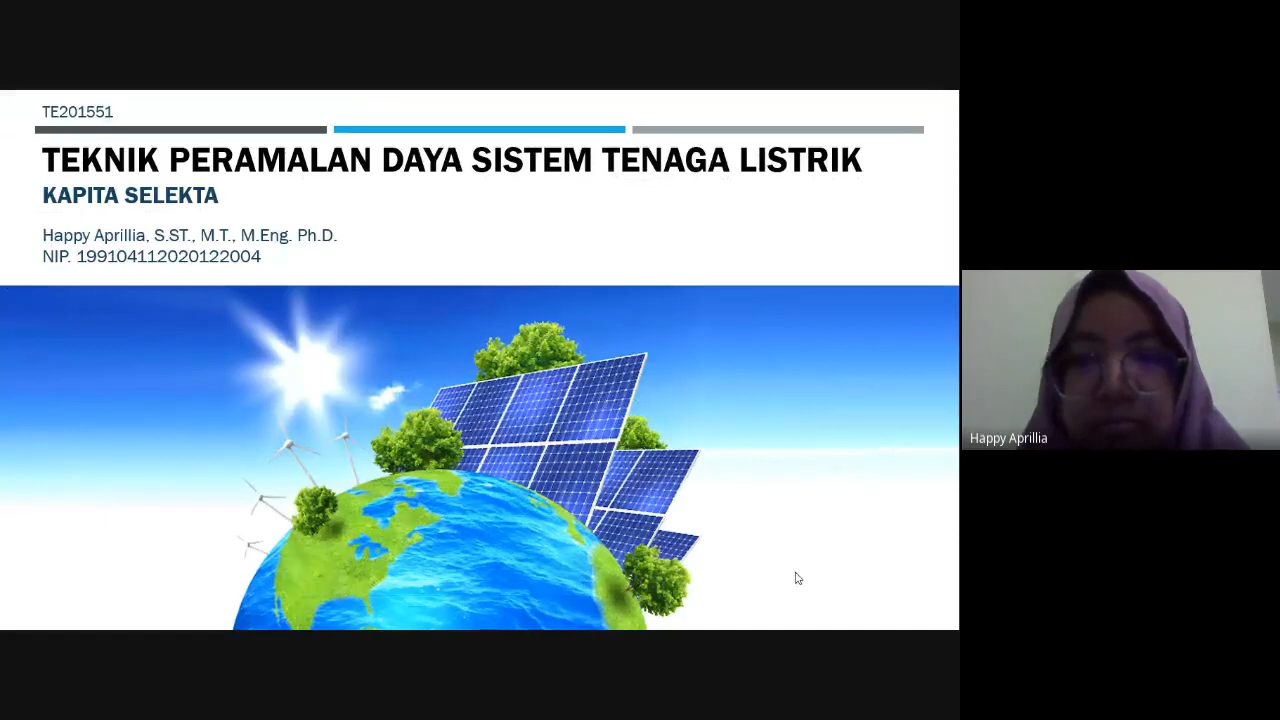 TE201551
TEKNIK PERAMALAN DAYA SISTEM TENAGA LISTRIK
KAPITA SELEKTA
Happy Aprillia, S.ST., M.T., M.Eng. Ph.D.
NIP. 199104112020122004
Happy Aprillia